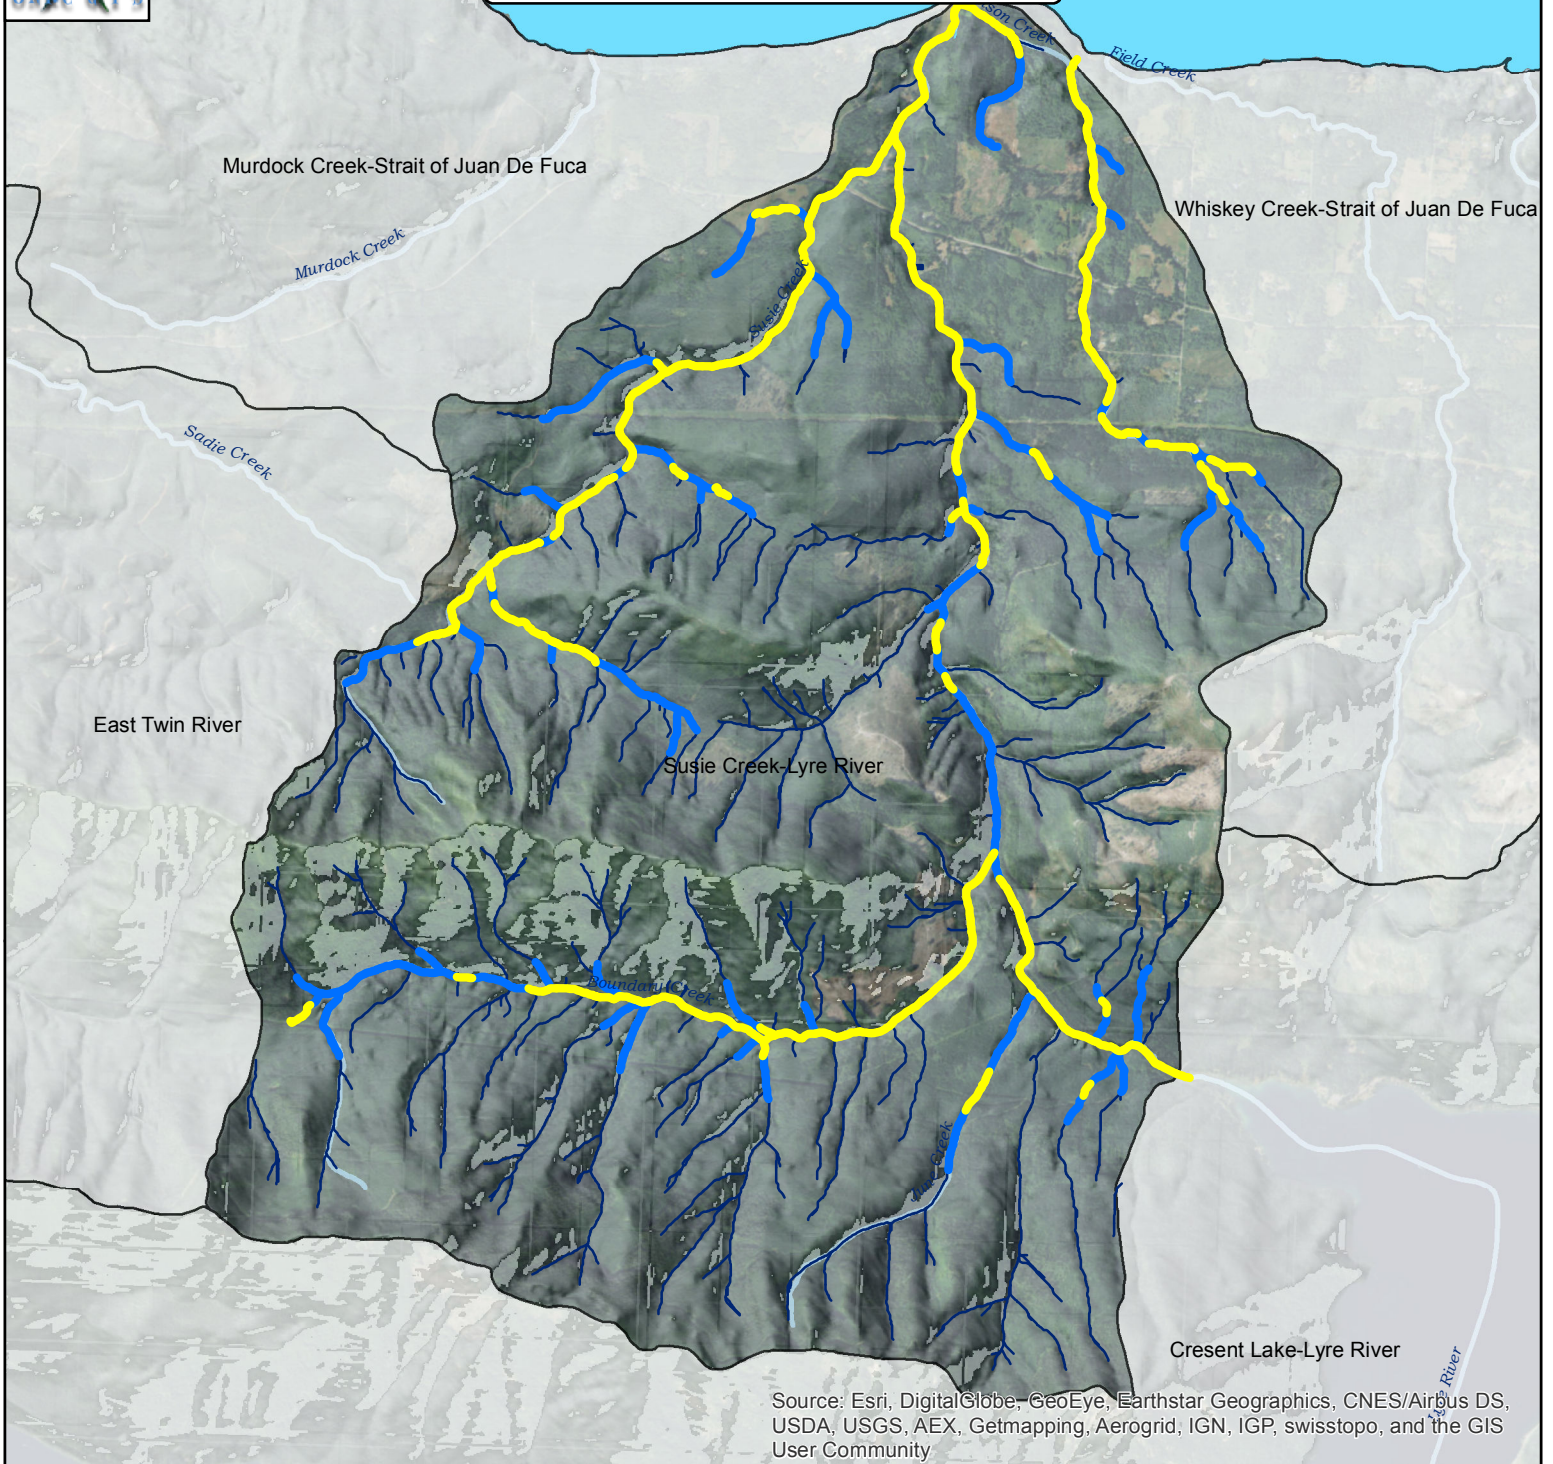 Creek
Field Creek
Murdock Creek-Strait of Juan De Fuca
Whiskey Creek-Strait of Juan De Fuca
Murdock Creek
Susie Creek
Sadie Creek
East Twin River
Susie Creek-Lyre River
Boundary Creek
Creek
Cresent Lake-Lyre River
River
Source: Esri, DigitalGlobe, GeoEye, Earthstar Geographics, CNES/Airbus DS,
USDA, USGS, AEX, Getmapping, Aerogrid, IGN, IGP, swisstopo, and the GIS
User Community